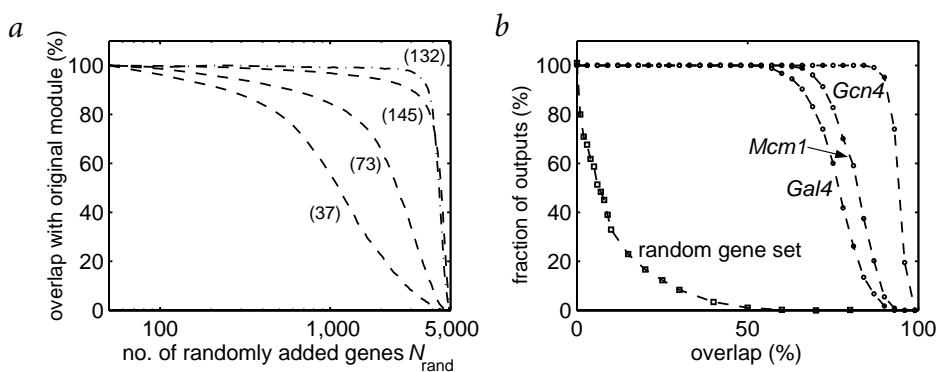 a
overlap with original module (%)
100
80
60
40
20
0
(132)
(145)
(73)
(37)
100
1,000
5,000
no. of randomly added genes Nrand
b
fraction of outputs (%)
100
80
60
40
20
0
Gcn4
Mcm1
Gal4
random gene set
0
50
100
overlap (%)